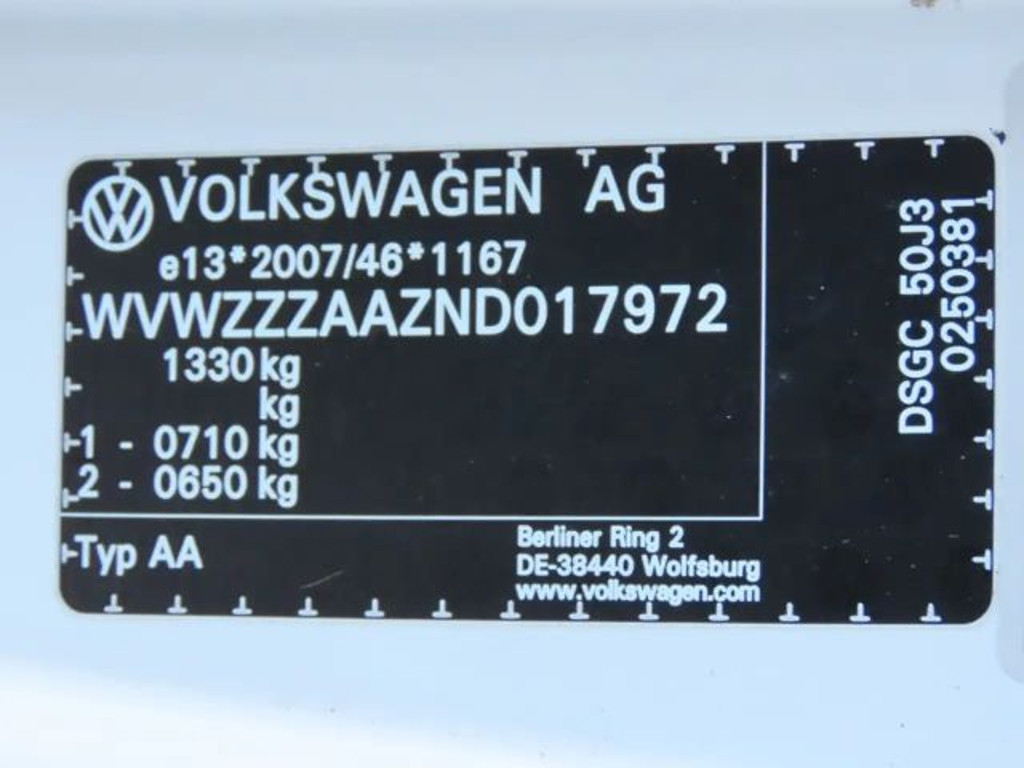 VOLKSWAGEN AG
e13*2007/46*1167
WVWZZZAAZND017972
1330 kg
kg
1 - 0710 kg
2 - 0650 kg
Typ AA
Berliner Ring 2
DE-38440 Wolfsburg
www.volkswagen.com
DSGC 50J3
0250381